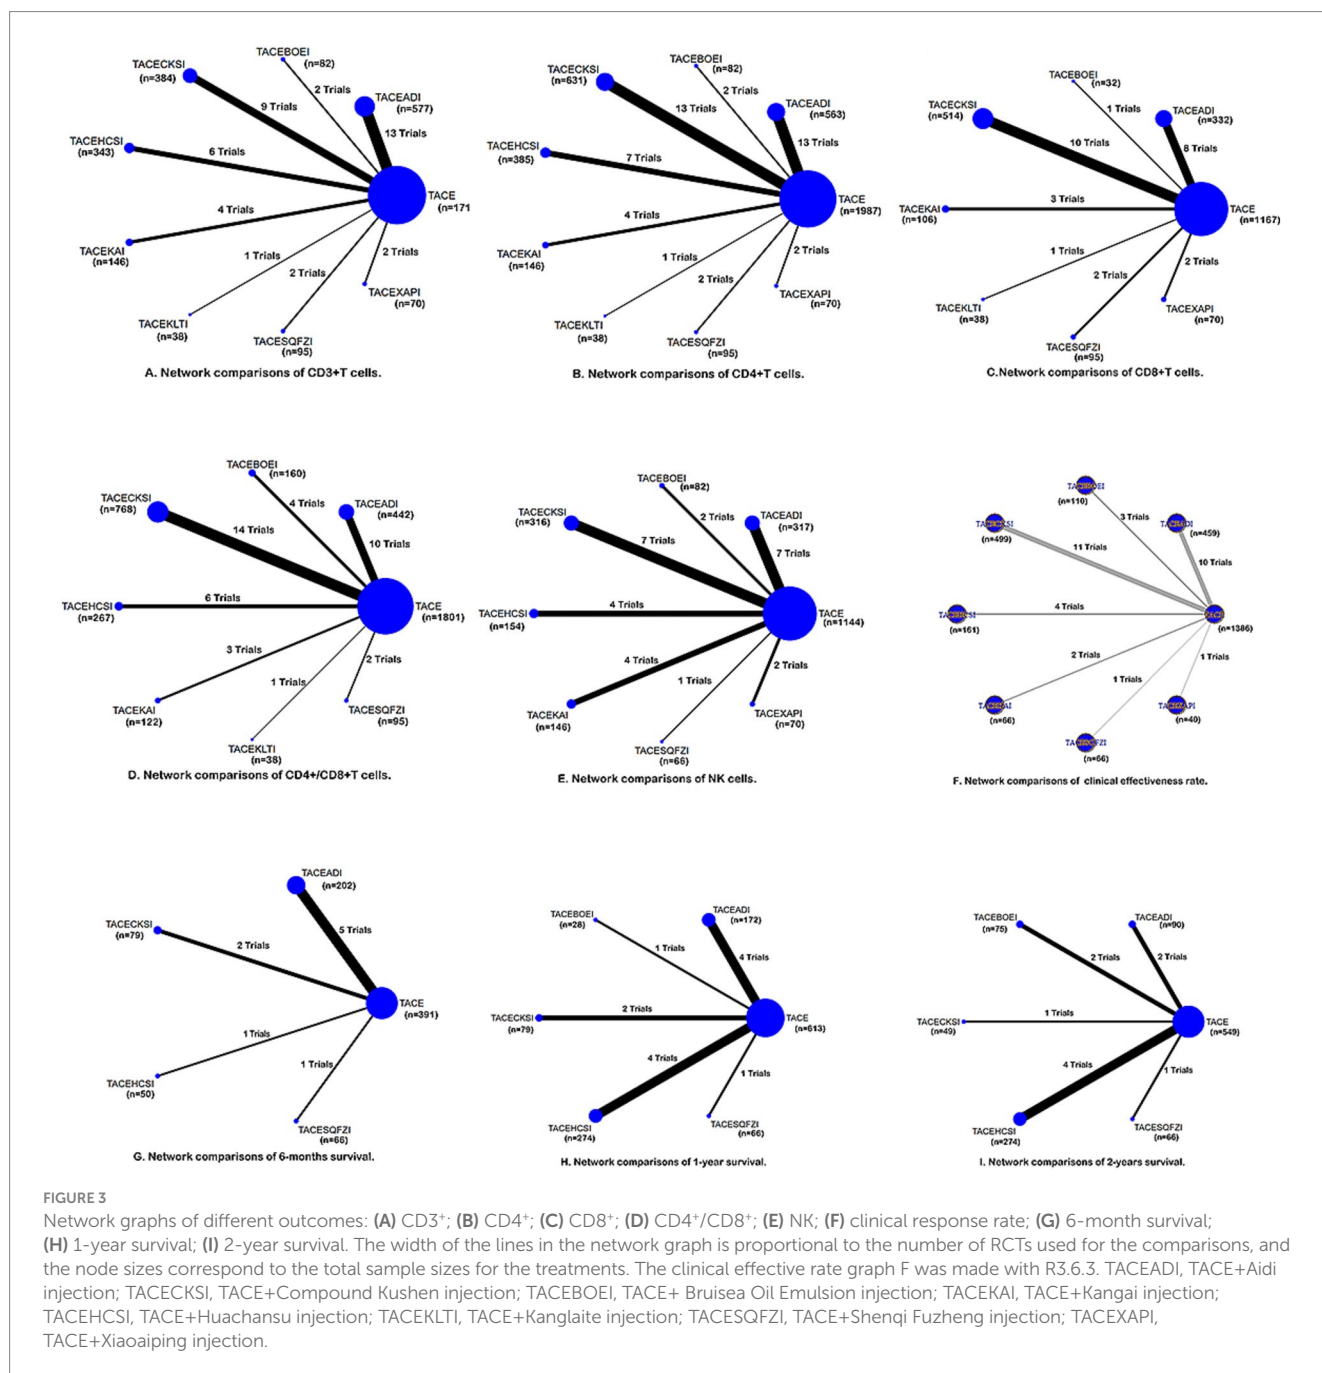 TACEBOEI
(n=82)
TACECKSI
(n=384)
TACEADI
(n=577)
2 Trials
9 Trials
13 Trials
TACEHCSI
(n=343)
6 Trials
TACE
(n=171
4 Trials
TACEKAI
(n=146)
1 Trials
2 Trials
2 Trials
TACEXAPI
(n=70)
TACEKLTI
(n=38)
TACESQFZI
(n=95)
A. Network comparisons of CD3+T cells.
TACEBOEI
(n=82)
TACECKSI
(n=631)
TACEADI
(n=563)
2 Trials
13 Trials
13 Trials
TACEHCSI
(n=385)
7 Trials
TACE
(n=1987)
4 Trials
TACEKAI
(n=146)
1 Trials
2 Trials
2 Trials
TACEXAPI
(n=70)
TACEKLTI
(n=38)
TACESQFZI
(n=95)
B. Network comparisons of CD4+T cells.
TACEBOEI
(n=32)
TACECKSI
(n=514)
TACEADI
(n=332)
1 Trials
10 Trials
8 Trials
TACEKAI
(n=106)
3 Trials
TACE
(n=1167)
1 Trials
2 Trials
2 Trials
TACEKLTI
(n=38)
TACEXAPI
(n=70)
TACESQFZI
(n=95)
C.Network comparisons of CD8+T cells.
TACEBOEI
(n=160)
TACECKSI
(n=768)
TACEADI
(n=442)
4 Trials
14 Trials
10 Trials
TACEHCSI
(n=267)
6 Trials
TACE
(n=1801)
3 Trials
1 Trials
2 Trials
TACEKAI
(n=122)
TACESQFZI
(n=95)
TACEKLTI
(n=38)
D. Network comparisons of CD4+/CD8+T cells.
TACEBOEI
(n=82)
TACECKSI
(n=316)
TACEADI
(n=317)
2 Trials
7 Trials
7 Trials
TACEHCSI
(n=154)
4 Trials
TACE
(n=1144)
4 Trials
1 Trials
2 Trials
TACEKAI
(n=146)
TACEXAPI
(n=70)
TACESQFZI
(n=66)
E. Network comparisons of NK cells.
TACEBOEI
(n=110)
TACECKSI
(n=499)
TACEADI
(n=459)
3 Trials
11 Trials
10 Trials
TACEHCSI
(n=161)
4 Trials
TACE
(n=1386)
2 Trials
1 Trials
1 Trials
TACEKAI
(n=66)
TACEXAPI
(n=40)
TACESQFZI
(n=66)
F. Network comparisons of clinical effectiveness rate.
TACEADI
(n=202)
TACECKSI
(n=79)
5 Trials
2 Trials
TACE
(n=391)
1 Trials
1 Trials
TACEHCSI
(n=50)
TACESQFZI
(n=66)
G. Network comparisons of 6-months survival.
TACEBOEI
(n=28)
TACEADI
(n=172)
1 Trials
4 Trials
TACECKSI
(n=79)
2 Trials
TACE
(n=613)
4 Trials
1 Trials
TACEHCSI
(n=274)
TACESQFZI
(n=66)
H. Network comparisons of 1-year survival.
TACEBOEI
(n=75)
TACEADI
(n=90)
2 Trials
2 Trials
TACECKSI
(n=49)
1 Trials
TACE
(n=549)
4 Trials
1 Trials
TACEHCSI
(n=274)
TACESQFZI
(n=66)
I. Network comparisons of 2-years survival.
FIGURE 3
Network graphs of different outcomes: (A) CD3⁺; (B) CD4⁺; (C) CD8⁺; (D) CD4⁺/CD8⁺; (E) NK; (F) clinical response rate; (G) 6-month survival;
(H) 1-year survival; (I) 2-year survival. The width of the lines in the network graph is proportional to the number of RCTs used for the comparisons, and
the node sizes correspond to the total sample sizes for the treatments. The clinical effective rate graph F was made with R3.6.3. TACEADI, TACE+Aidi
injection; TACECKSI, TACE+Compound Kushen injection; TACEBOEI, TACE+ Bruisea Oil Emulsion injection; TACEKAI, TACE+Kangai injection;
TACEHCSI, TACE+Huachansu injection; TACEKLTI, TACE+Kanglaite injection; TACESQFZI, TACE+Shenqi Fuzheng injection; TACEXAPI,
TACE+Xiaoaiping injection.